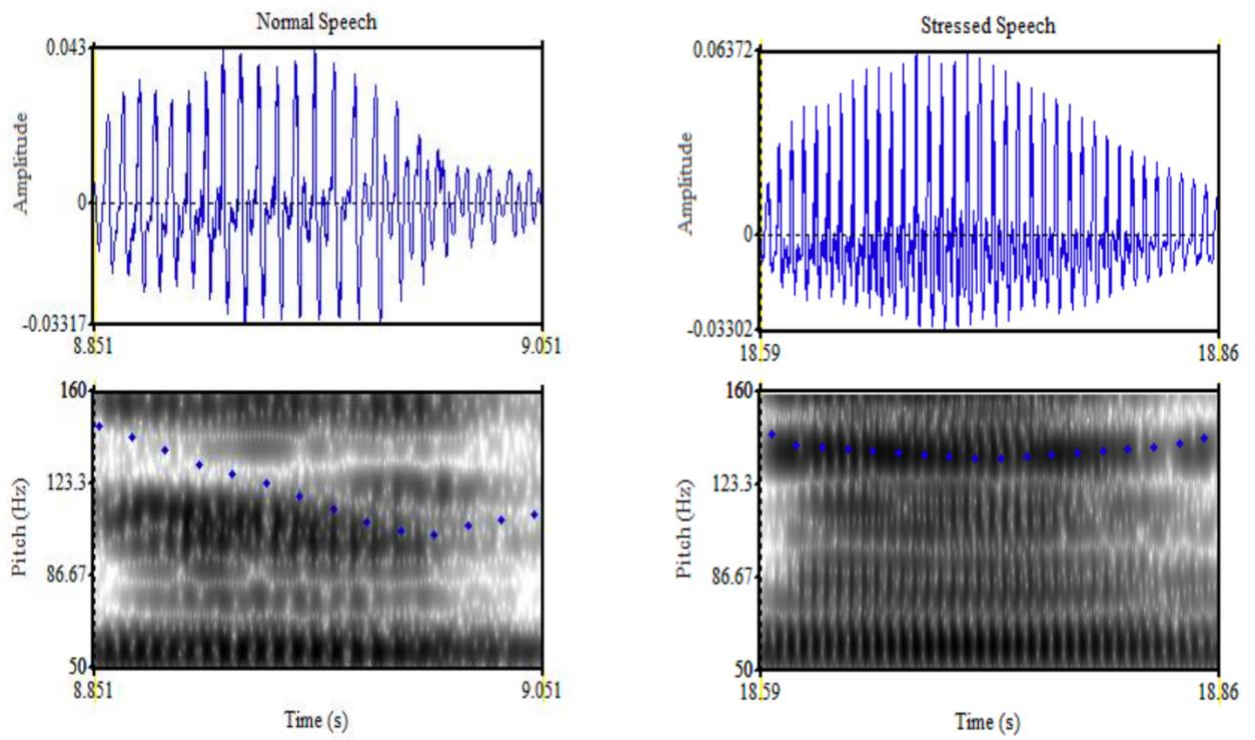 Normal Speech
0.043
Amplitude
0
-0.03317
8.851
9.051
160
123.3
Pitch (Hz)
86.67
50
8.851
9.051
Time (s)
Stressed Speech
0.06372
Amplitude
0
-0.03302
18.59
18.86
160
123.3
Pitch (Hz)
86.67
50
18.59
18.86
Time (s)